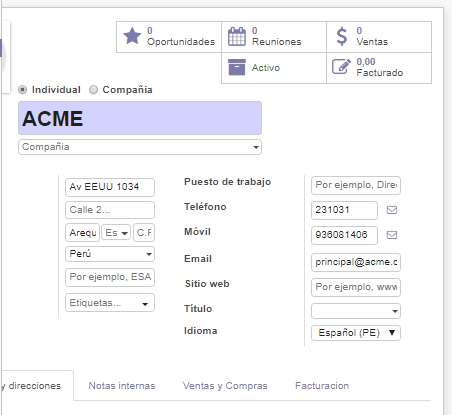 0 Oportunidades
0 Reuniones
0 Ventas
Activo
0,00 Facturado
Individual Compañia
ACME
Compañia
Av EEUU 1034
Calle 2...
Arequ Es C.F
Perú
Por ejemplo, ESA
Etiquetas...
Puesto de trabajo Por ejemplo, Dire
Teléfono 231031
Móvil 936081406
Email principal@acme.c
Sitio web Por ejemplo, www
Título
Idioma Español (PE)
y direcciones Notas internas Ventas y Compras Facturacion